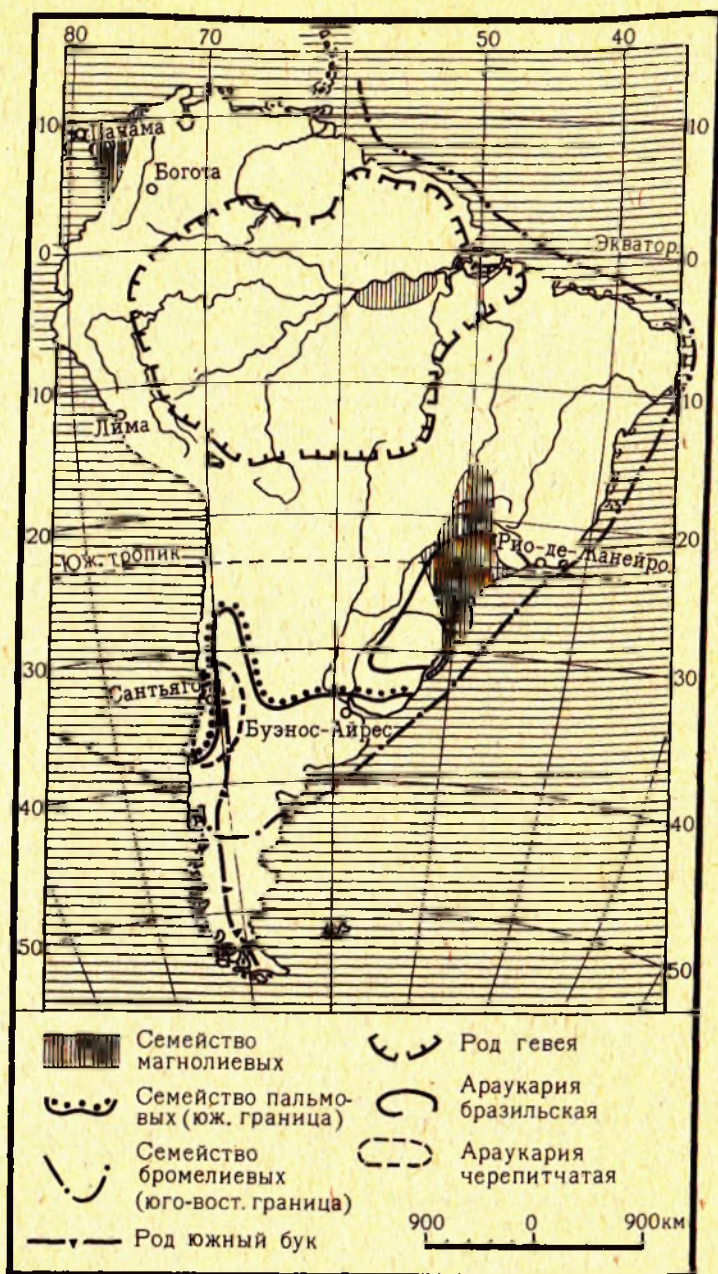 80 70 50 40
10 Панама 10
Богота
0 Экватор 0
10 Лима 10
20 Юж. тропик Рио-де-Жанейро 20
30 Сантьяго 30
Буэнос-Айрес
40 40
50 50
Семейство
магнолиевых
Семейство пальмо-
вых (юж. граница)
Семейство
бромелиевых
(юго-вост. граница)
Род южный бук
Род гевея
Араукария
бразильская
Араукария
черепитчатая
900 0 900км